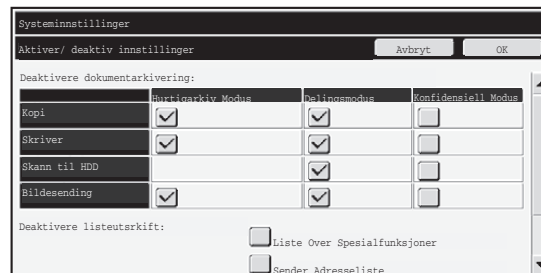 Systeminnstillinger
Aktiver/ deaktiv innstillinger Avbryt OK
Deaktivere dokumentarkivering:
Hurtigarkiv Modus Delingsmodus Konfidensiell Modus
Kopi
Skriver
Skann til HDD
Bildesending
Deaktivere listeutsrkift:
Liste Over Spesialfunksjoner
Sender Adresseliste